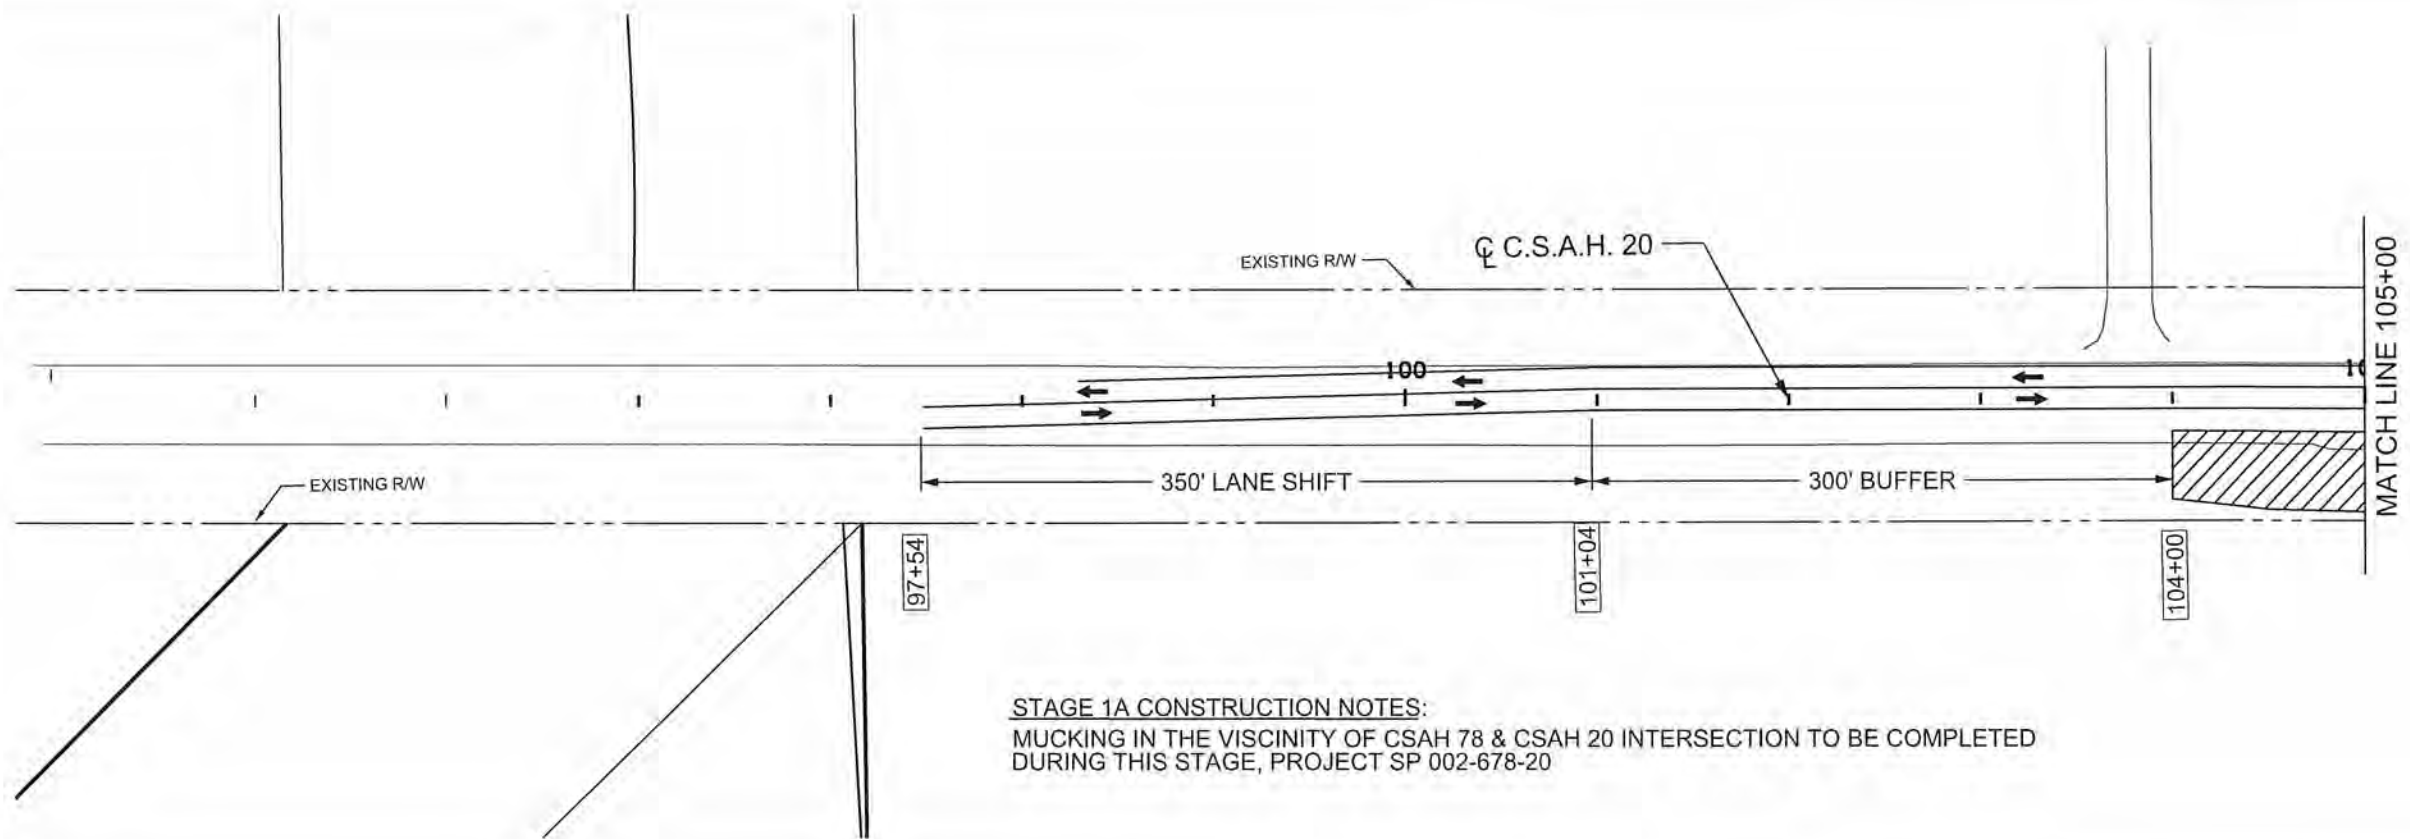 ℄ C.S.A.H. 20
EXISTING R/W
100
10
MATCH LINE 105+00
EXISTING R/W
350' LANE SHIFT
300' BUFFER
97+54
101+04
104+00
STAGE 1A CONSTRUCTION NOTES:
MUCKING IN THE VISCINITY OF CSAH 78 & CSAH 20 INTERSECTION TO BE COMPLETED
DURING THIS STAGE, PROJECT SP 002-678-20